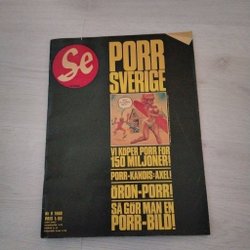 Se
PORR
SVERIGE
VI KÖPER PORR FÖR
150 MILJONER!
PORR-KÄNDIS-AXEL!
ÖRON-PORR!
SÅ GÖR MAN EN
PORR-BILD!